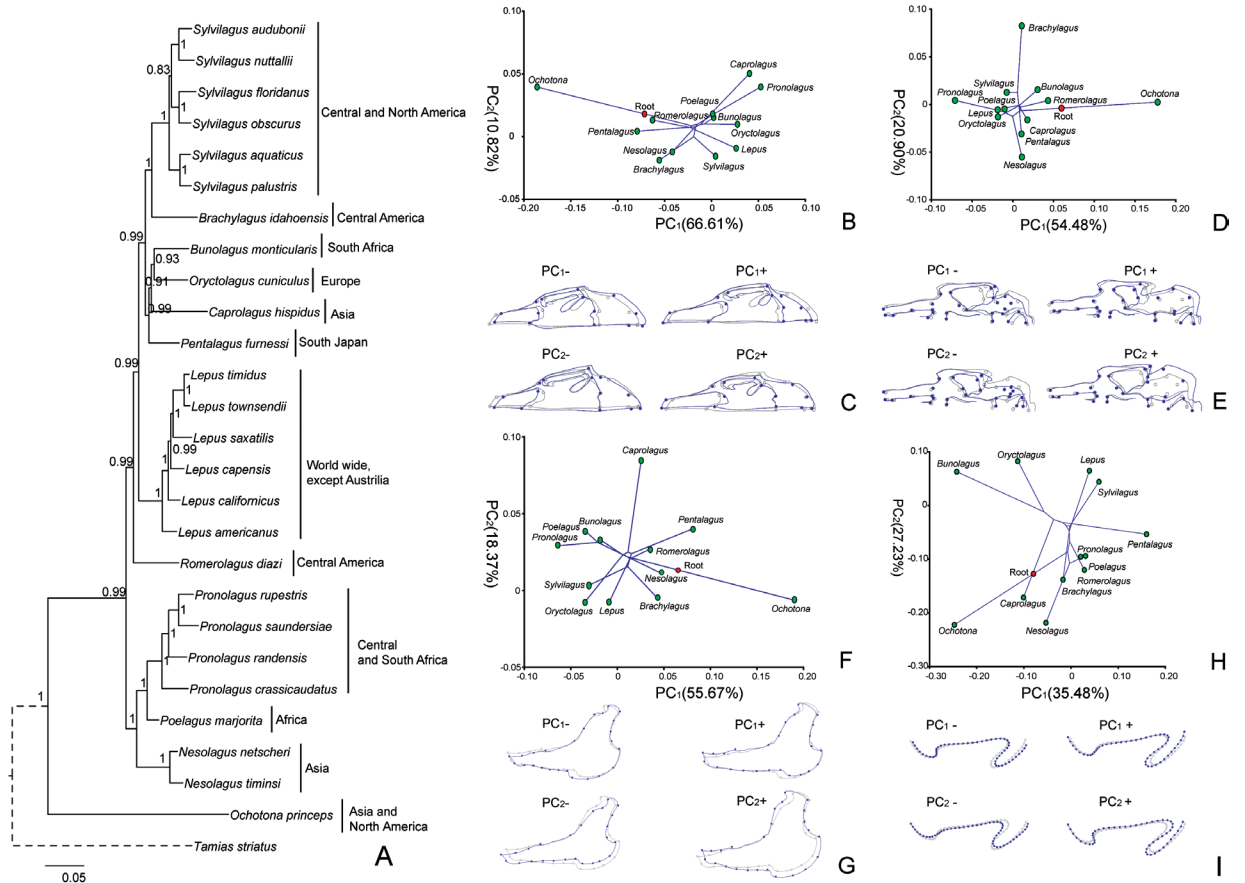 Sylvilagus audubonii
1
Sylvilagus nuttallii
0.83
Sylvilagus floridanus
1
Central and North America
Sylvilagus obscurus
1
Sylvilagus aquaticus
1
Sylvilagus palustris
1
Brachylagus idahoensis
Central America
0.99
Bunolagus monticularis
South Africa
0.93
Oryctolagus cuniculus
Europe
0.91
Caprolagus hispidus
Asia
0.99
Pentalagus furnessi
South Japan
0.99
Lepus timidus
1
Lepus townsendii
1
Lepus saxatilis
0.99
World wide,
except Austrilia
Lepus capensis
1
Lepus californicus
1
Lepus americanus
0.99
Romerolagus diazi
Central America
0.99
Pronolagus rupestris
1
Pronolagus saundersiae
1
Central
and South Africa
Pronolagus randensis
1
Pronolagus crassicaudatus
1
Poelagus marjorita
Africa
1
Nesolagus netscheri
1
Asia
Nesolagus timinsi
1
Ochotona princeps
Asia and
North America
Tamias striatus
0.05
A
0.10
0.05
0
-0.05
PC2(10.82%)
Ochotona
Root
Romerolagus
Pentalagus
Nesolagus
Brachylagus
Poelagus
Bunolagus
Oryctolagus
Lepus
Sylvilagus
Caprolagus
Pronolagus
-0.20
-0.15
-0.10
-0.05
0
0.05
0.10
PC1(66.61%)
B
PC1-
PC1+
PC2-
PC2+
C
0.10
0.05
0
-0.05
-0.10
PC2(20.90%)
Brachylagus
Sylvilagus
Bunolagus
Pronolagus
Poelagus
Romerolagus
Ochotona
Root
Lepus
Oryctolagus
Caprolagus
Pentalagus
Nesolagus
-0.10
-0.05
0
0.05
0.10
0.15
0.20
PC1(54.48%)
D
PC1 -
PC1 +
PC2 -
PC2 +
E
0.10
0.05
0
-0.05
PC2(18.37%)
Caprolagus
Poelagus
Bunolagus
Pronolagus
Pentalagus
Romerolagus
Root
Nesolagus
Sylvilagus
Oryctolagus
Lepus
Brachylagus
Ochotona
-0.10
-0.05
0
0.05
0.10
0.15
0.20
PC1(55.67%)
F
PC1-
PC1+
PC2-
PC2+
G
0.10
0
-0.10
-0.20
-0.30
PC2(27.23%)
Bunolagus
Oryctolagus
Lepus
Sylvilagus
Pentalagus
Pronolagus
Poelagus
Romerolagus
Brachylagus
Root
Caprolagus
Ochotona
Nesolagus
-0.30
-0.20
-0.10
0.00
0.10
0.20
PC1(35.48%)
H
PC1 -
PC1 +
PC2 -
PC2 +
I